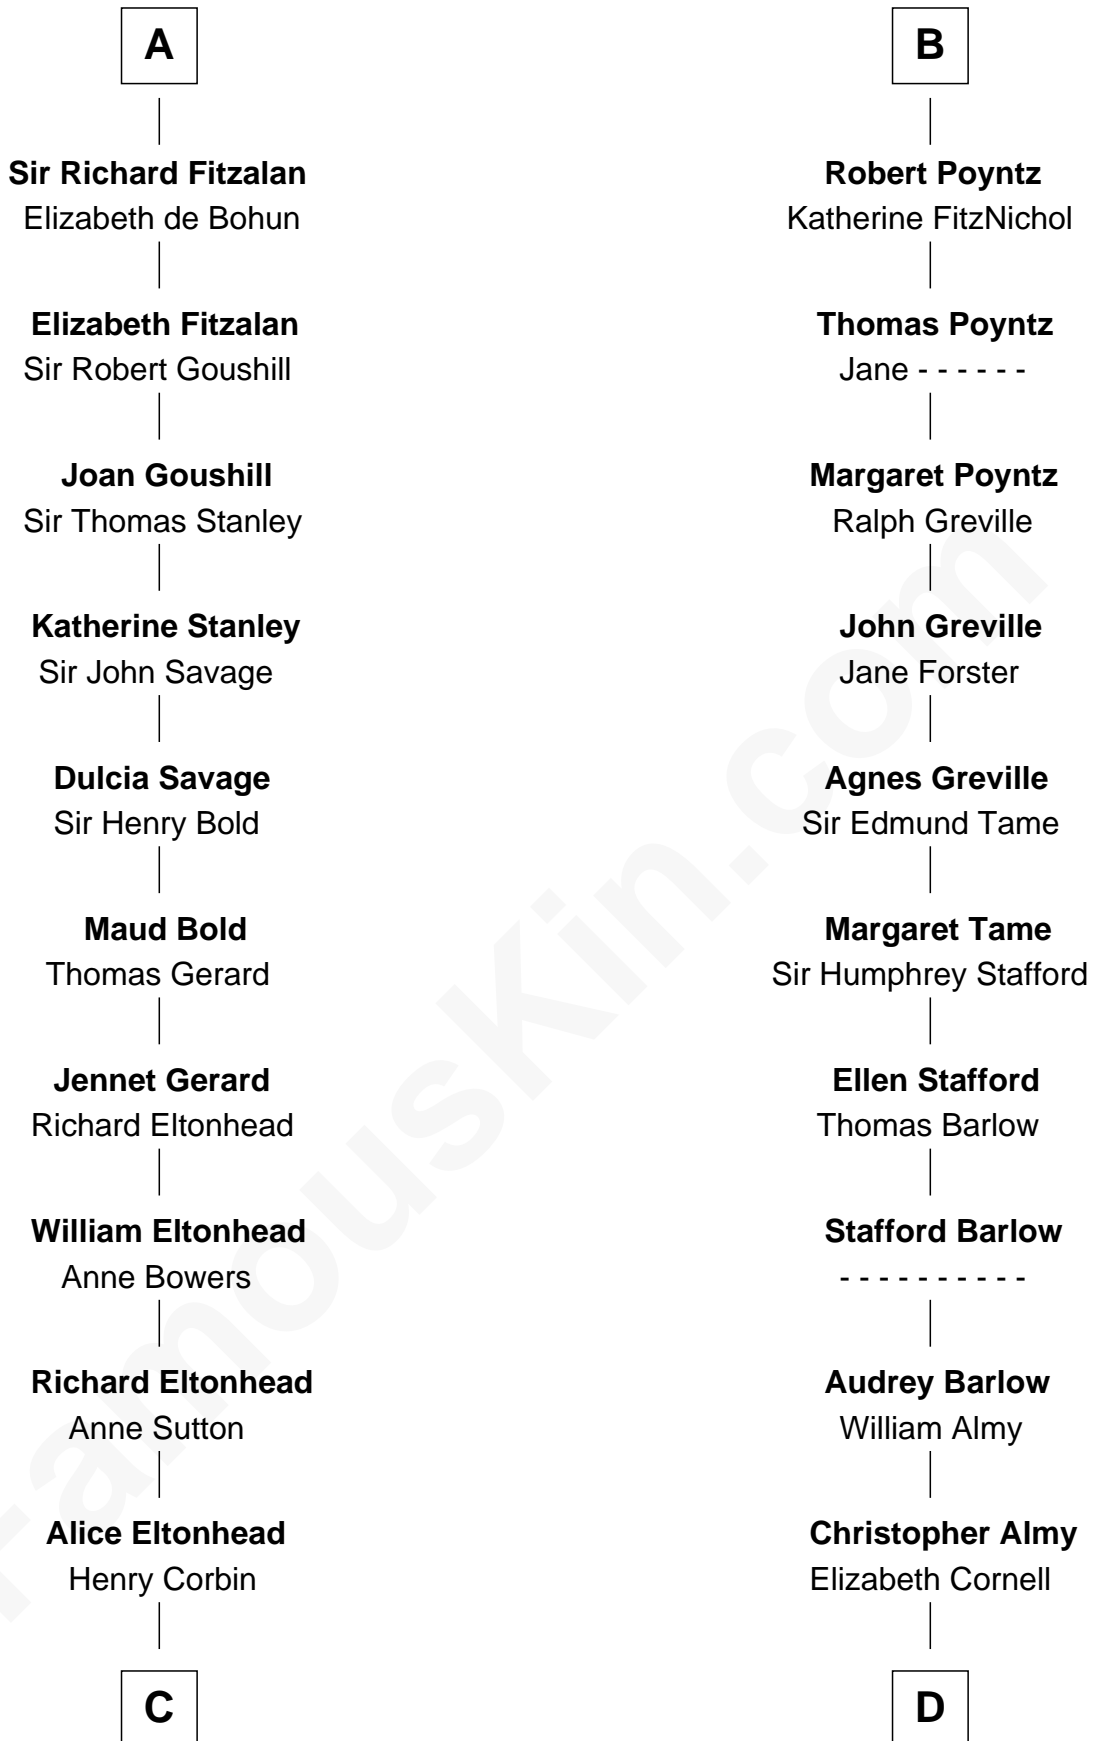 A
Sir Richard Fitzalan
Elizabeth de Bohun
Elizabeth Fitzalan
Sir Robert Goushill
Joan Goushill
Sir Thomas Stanley
Katherine Stanley
Sir John Savage
Dulcia Savage
Sir Henry Bold
Maud Bold
Thomas Gerard
Jennet Gerard
Richard Eltonhead
William Eltonhead
Anne Bowers
Richard Eltonhead
Anne Sutton
Alice Eltonhead
Henry Corbin
C
B
Robert Poyntz
Katherine FitzNichol
Thomas Poyntz
Jane - - - - - -
Margaret Poyntz
Ralph Greville
John Greville
Jane Forster
Agnes Greville
Sir Edmund Tame
Margaret Tame
Sir Humphrey Stafford
Ellen Stafford
Thomas Barlow
Stafford Barlow
- - - - - - - - - -
Audrey Barlow
William Almy
Christopher Almy
Elizabeth Cornell
D
FamousKin.com